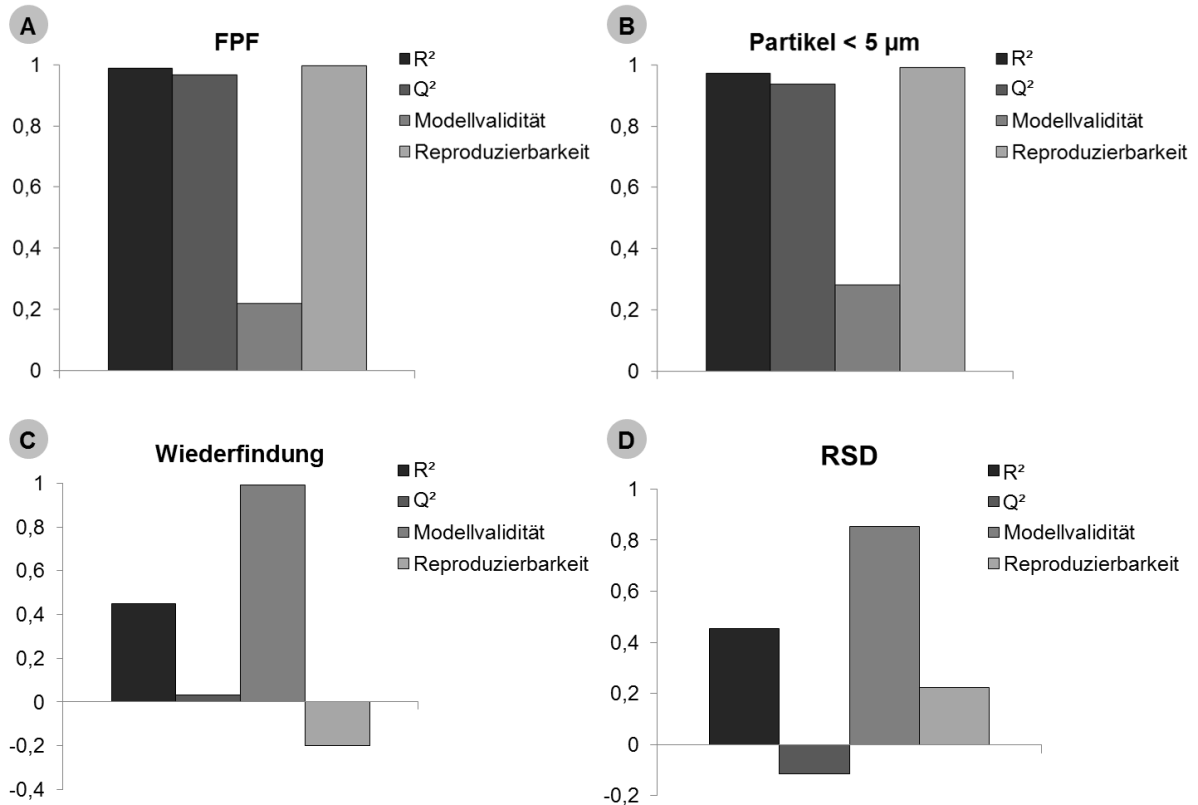 A
FPF
1
0,8
0,6
0,4
0,2
0
R²
Q²
Modellvalidität
Reproduzierbarkeit
B
Partikel < 5 µm
1
0,8
0,6
0,4
0,2
0
R²
Q²
Modellvalidität
Reproduzierbarkeit
C
Wiederfindung
1
0,8
0,6
0,4
0,2
0
-0,2
-0,4
R²
Q²
Modellvalidität
Reproduzierbarkeit
D
RSD
1
0,8
0,6
0,4
0,2
0
-0,2
R²
Q²
Modellvalidität
Reproduzierbarkeit